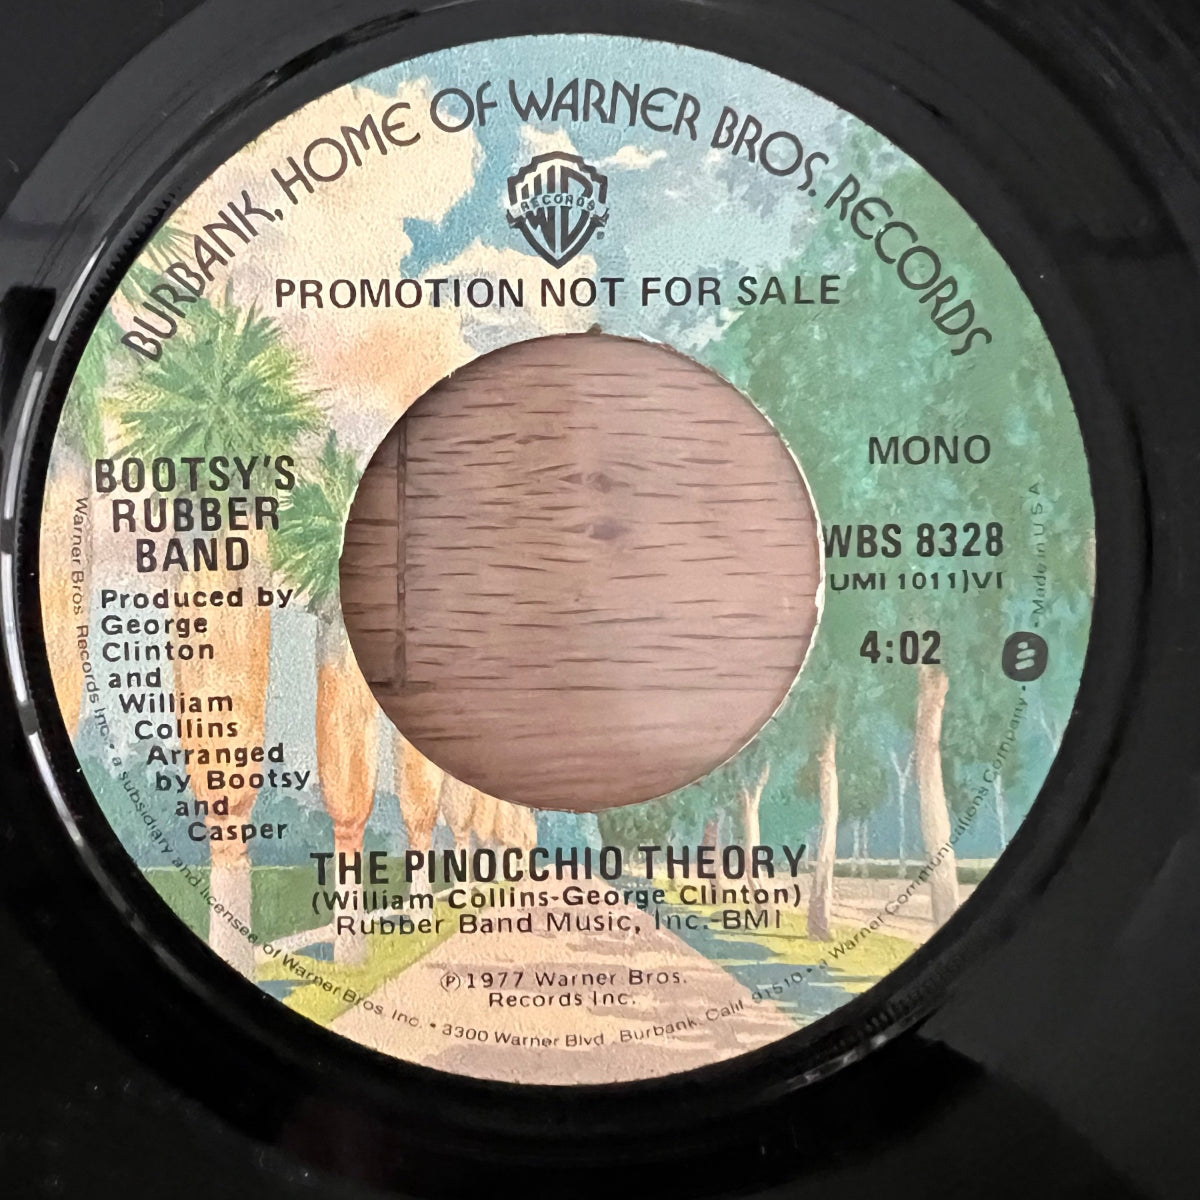 BURBANK, HOME OF WARNER BROS. RECORDS
W RECORDS B
®
PROMOTION NOT FOR SALE
MONO
BOOTSY'S
RUBBER
BAND
WBS 8328
UMI 1011)VI
4:02
Produced by
George
Clinton
and
William
Collins
Arranged
by Bootsy
and
Casper
THE PINOCCHIO THEORY
(William Collins-George Clinton)
Rubber Band Music, Inc.-BMI
℗1977 Warner Bros.
Records Inc.
Warner Bros Records Inc. • a subsidiary and licensee of Warner Bros. Inc. • 3300 Warner Blvd., Burbank, Calif. 91510 • a Warner Communications Company • Made in U S A